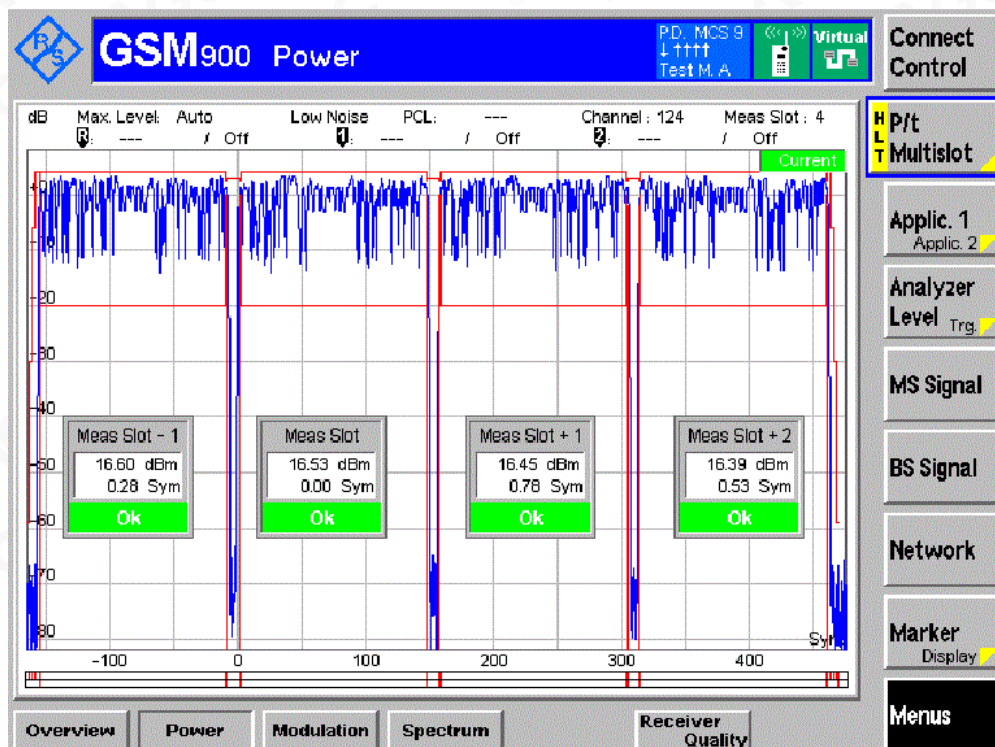 R/S
GSM900 Power
P.D. MCS 9
↓ ↑↑↑↑
Test M. A.
Virtual
Connect
Control
dB Max. Level: Auto Low Noise PCL: --- Channel : 124 Meas Slot : 4
R: --- / Off 1: --- / Off 2: --- / Off
Current
H
L
T
P/t
Multislot
Applic. 1
Applic. 2
Analyzer
Level Trg.
MS Signal
BS Signal
Network
Marker
Display
Menus
+0
-10
-20
-30
-40
-50
-60
-70
-80
Meas Slot - 1
16.60 dBm
0.28 Sym
Ok
Meas Slot
16.53 dBm
0.00 Sym
Ok
Meas Slot + 1
16.45 dBm
0.78 Sym
Ok
Meas Slot + 2
16.39 dBm
0.53 Sym
Ok
Sym
-100 0 100 200 300 400
Overview Power Modulation Spectrum Receiver Quality